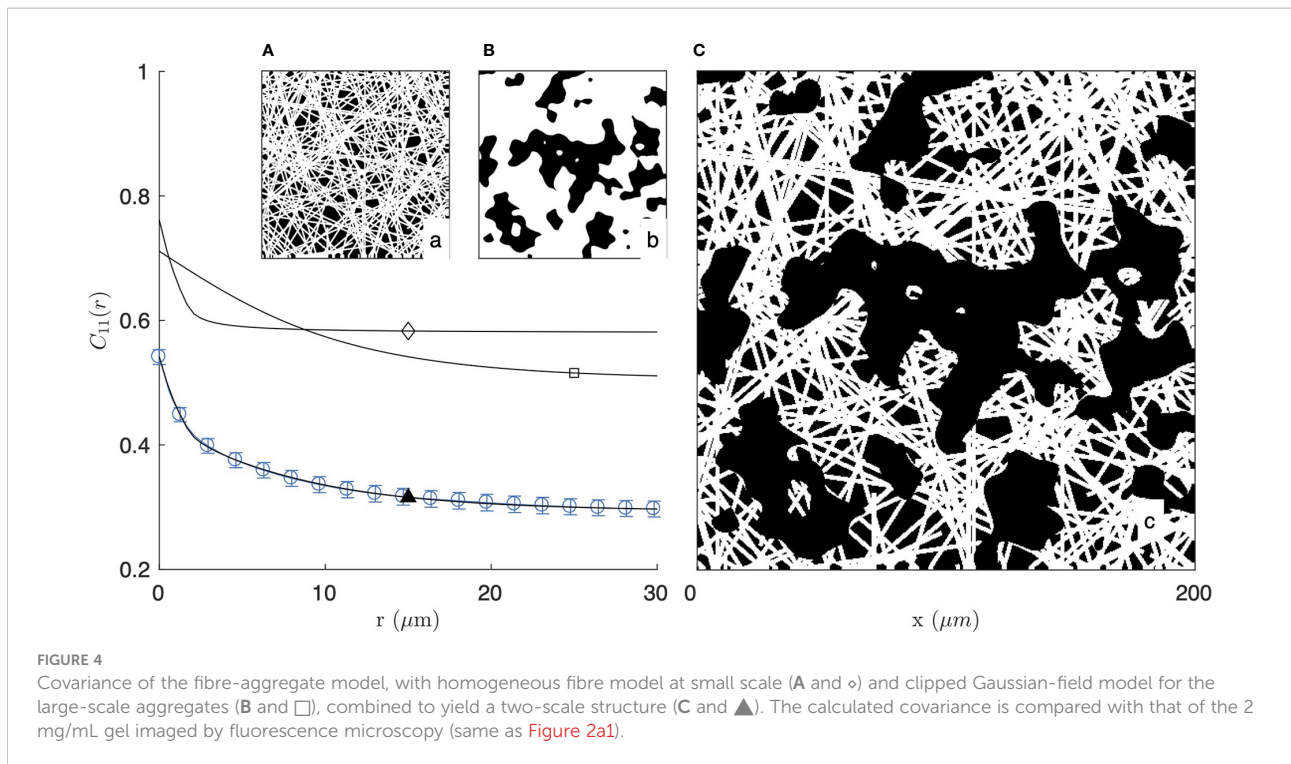 A
B
C
1
0.8
0.6
0.4
0.2
C₁₁(r)
a
b
c
0
10
20
30
r (μm)
0
200
x (μm)
FIGURE 4
Covariance of the fibre-aggregate model, with homogeneous fibre model at small scale (A and ⋄) and clipped Gaussian-field model for the
large-scale aggregates (B and □), combined to yield a two-scale structure (C and ▲). The calculated covariance is compared with that of the 2
mg/mL gel imaged by fluorescence microscopy (same as Figure 2a1).